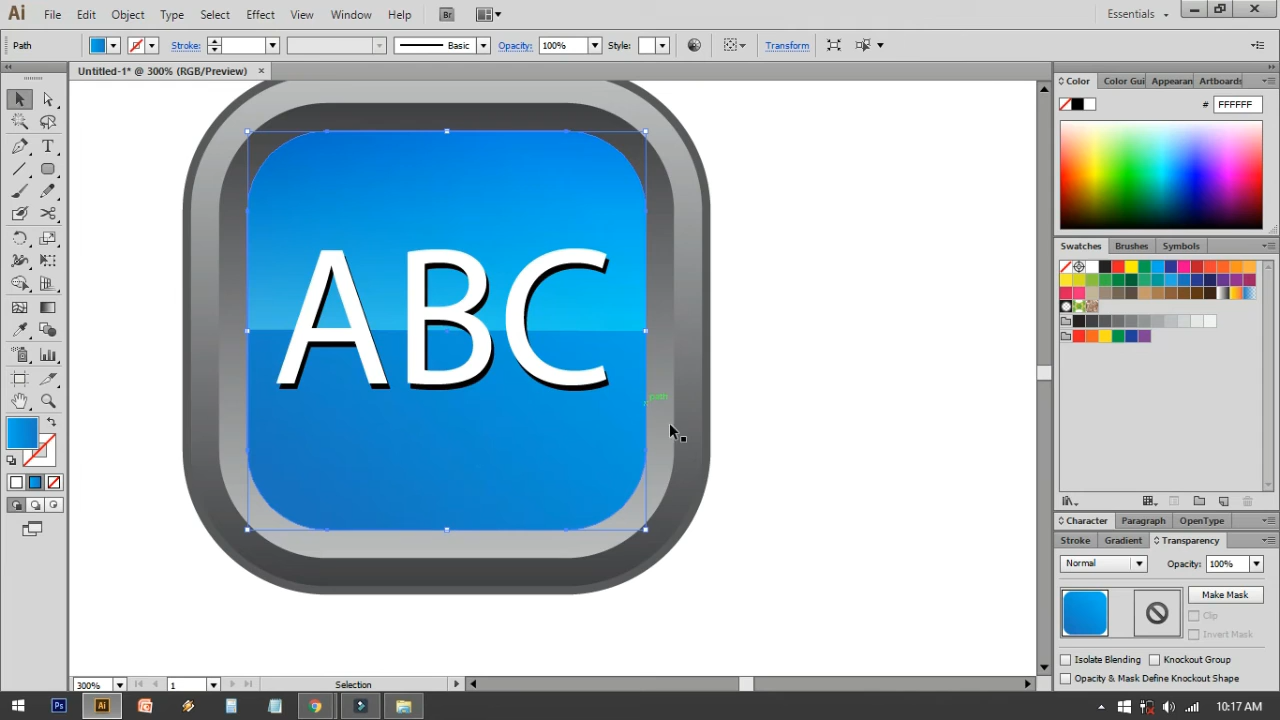 Ai File Edit Object Type Select Effect View Window Help Br Essentials
Path Stroke: Basic Opacity: 100% Style: Transform
Untitled-1* @ 300% (RGB/Preview) ×
Color Color Gui Appearan Artboards
# FFFFFF
Swatches Brushes Symbols
ABC
path
Character Paragraph OpenType
Stroke Gradient Transparency
Normal Opacity: 100%
Make Mask
Clip
Invert Mask
Isolate Blending Knockout Group
Opacity & Mask Define Knockout Shape
300% 1 Selection
Ps Ai 10:17 AM